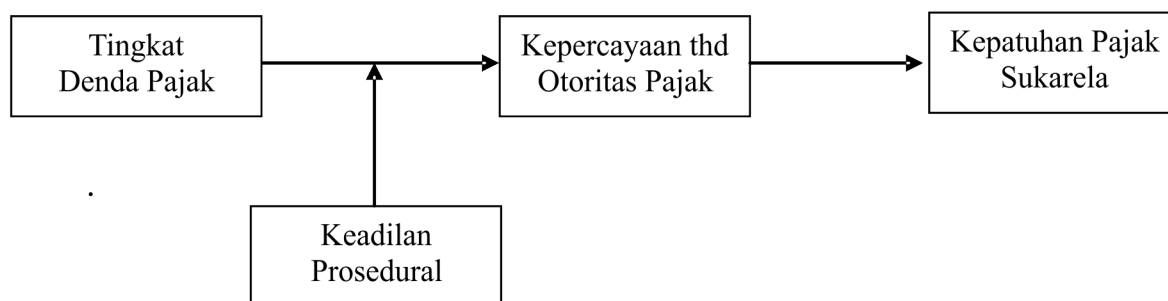 Tingkat
Denda Pajak
Kepercayaan thd
Otoritas Pajak
Kepatuhan Pajak
Sukarela
Keadilan
Prosedural